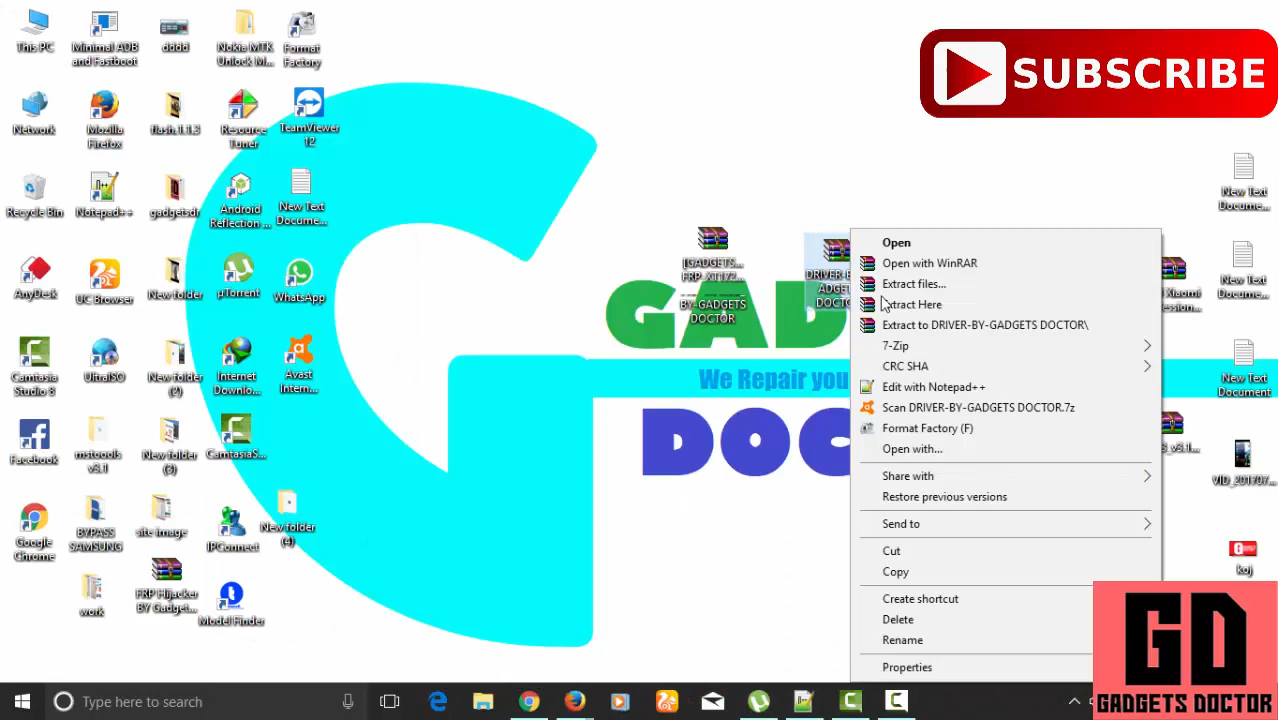 This PC
Minimal ADB
and Fastboot
dddd
Nokia MTK
Unlock M...
Format
Factory
SUBSCRIBE
Network
Mozilla
Firefox
flash.1.1.3
Resource
Tuner
TeamViewer
12
Recycle Bin
Notepad++
gadgetsdr
Android
Reflection ...
New Text
Docume...
New Text
Docume...
AnyDesk
UC Browser
New folder
µTorrent
WhatsApp
[GADGETS...
FRP_XT172...
BY-GADGETS
DOCTOR
New Text
Docume...
Camtasia
Studio 8
UltraISO
New folder
(2)
Internet
Downlo...
Avast
Intern...
We Repair you
New Text
Document
Facebook
mstoools
v3.1
New folder
(3)
CamtasiaS...
DOC
VID_201707...
Google
Chrome
BYPASS
SAMSUNG
site image
IPConnect
New folder
(4)
koj
work
FRP Hijacker
BY Gadget...
Model Finder
Open
Open with WinRAR
Extract files...
Extract Here
Extract to DRIVER-BY-GADGETS DOCTOR\
7-Zip
CRC SHA
Edit with Notepad++
Scan DRIVER-BY-GADGETS DOCTOR.7z
Format Factory (F)
Open with...
Share with
Restore previous versions
Send to
Cut
Copy
Create shortcut
Delete
Rename
Properties
GD
GADGETS DOCTOR
Type here to search